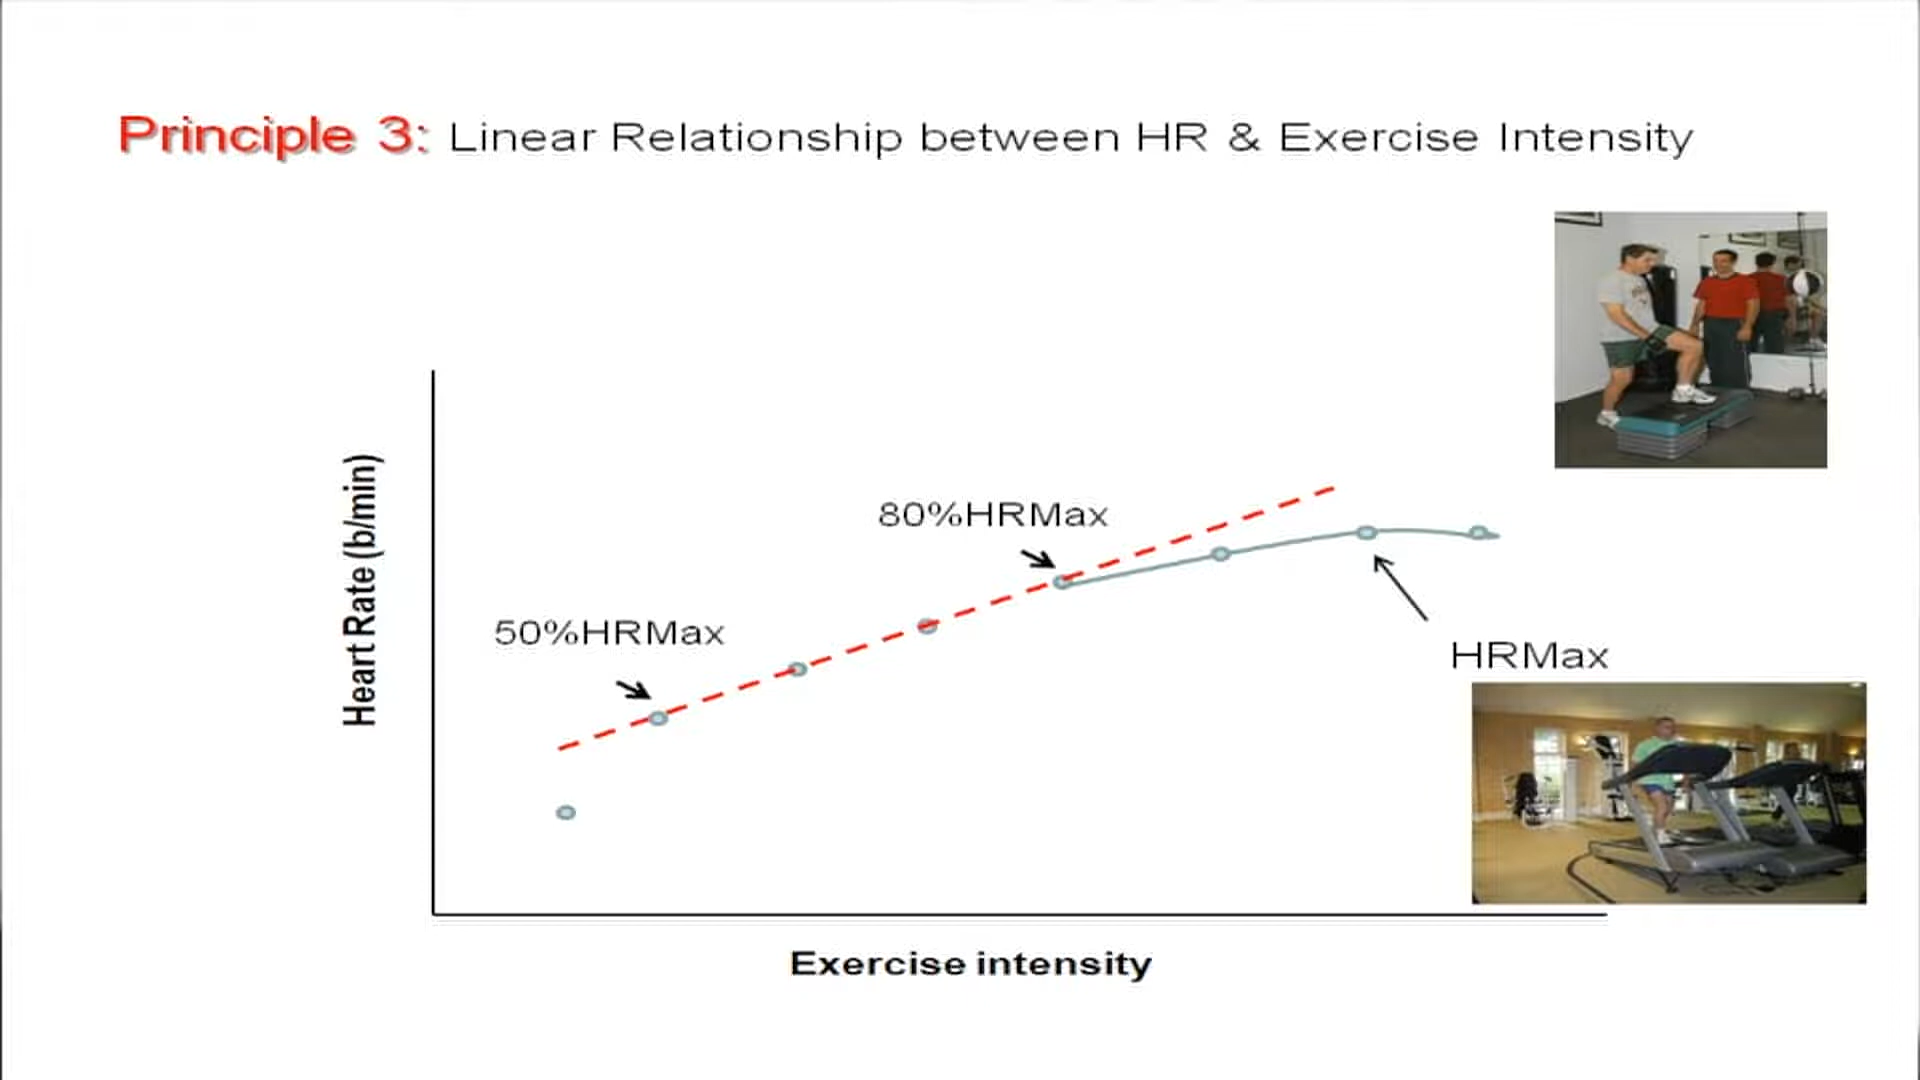 Principle 3: Linear Relationship between HR & Exercise Intensity
80%HRMax
50%HRMax
HRMax
Heart Rate (b/min)
Exercise intensity